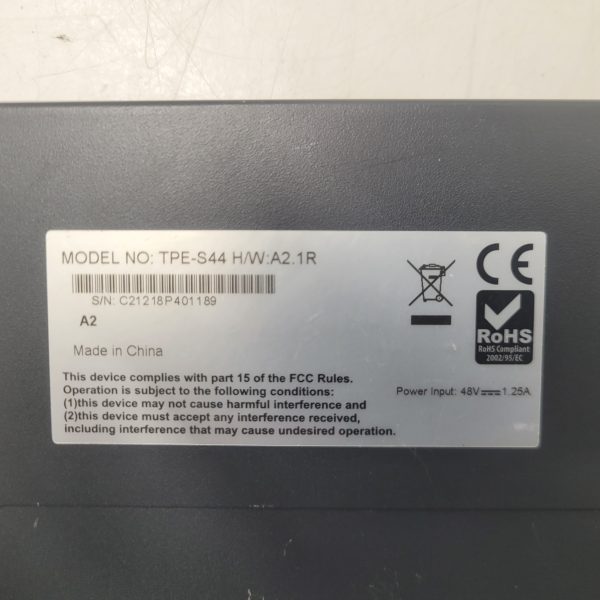 MODEL NO: TPE-S44 H/W:A2.1R
S/N: C21218P401189
A2
Made in China
This device complies with part 15 of the FCC Rules.
Operation is subject to the following conditions:
(1)this device may not cause harmful interference and
(2)this device must accept any interference received,
including interference that may cause undesired operation.
CE
RoHS
RoHS Compliant
2002/95/EC
Power Input: 48V⎓1.25A